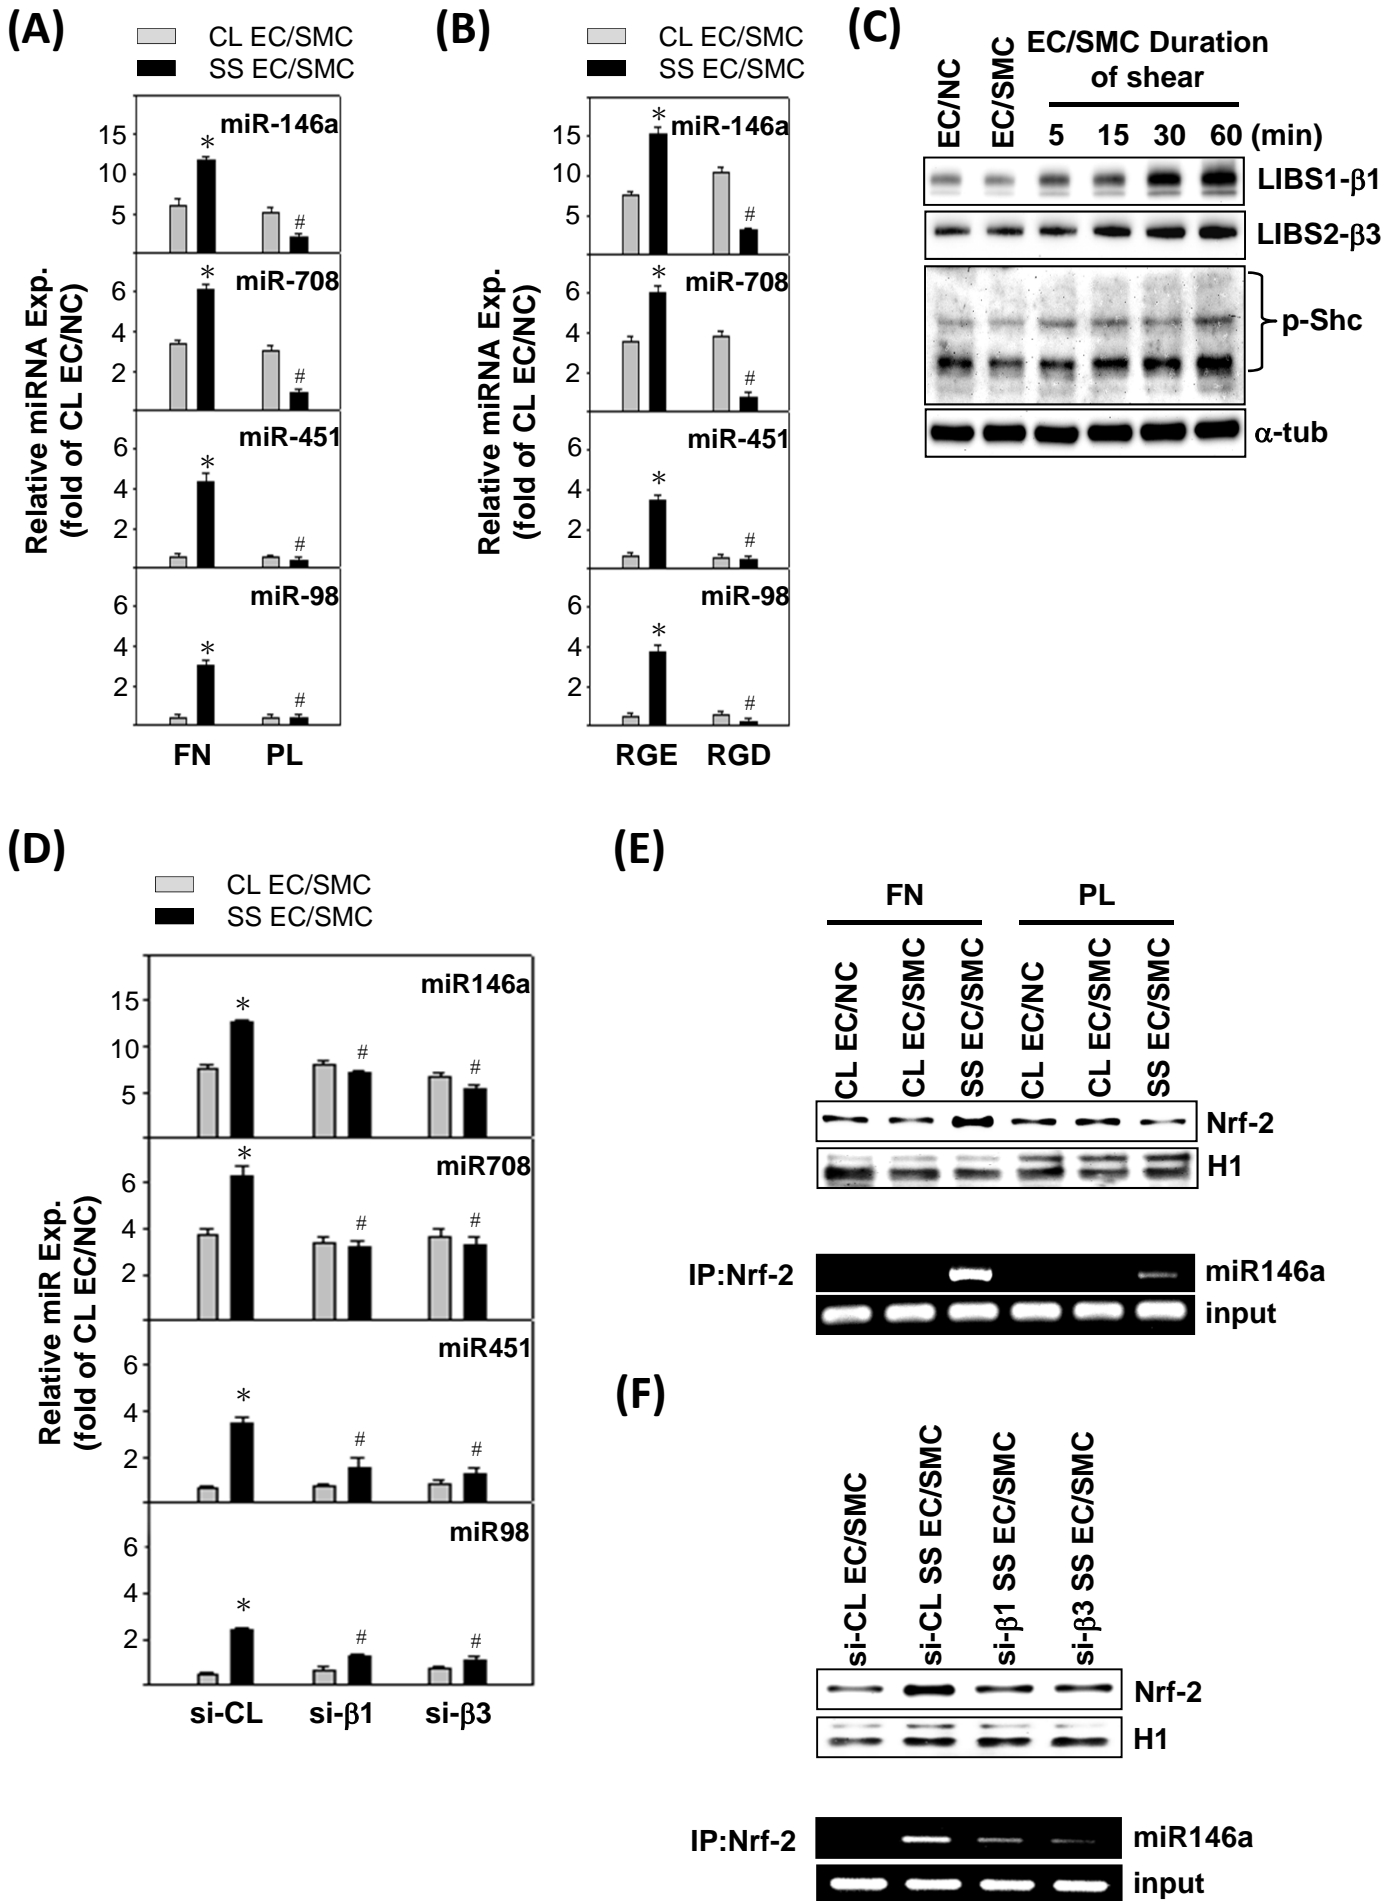 (A)
CL EC/SMC
SS EC/SMC
Relative miRNA Exp.
(fold of CL EC/NC)
miR-146a
15
10
5
*
#
miR-708
6
4
2
*
#
miR-451
6
4
2
*
#
miR-98
6
4
2
*
#
FN PL
(B)
CL EC/SMC
SS EC/SMC
Relative miRNA Exp.
(fold of CL EC/NC)
miR-146a
15
10
5
*
#
miR-708
6
4
2
*
#
miR-451
6
4
2
*
#
miR-98
6
4
2
*
#
RGE RGD
(C)
EC/NC
EC/SMC
EC/SMC Duration
of shear
5 15 30 60 (min)
LIBS1-β1
LIBS2-β3
p-Shc
α-tub
(D)
CL EC/SMC
SS EC/SMC
Relative miR Exp.
(fold of CL EC/NC)
miR146a
15
10
5
*
#
#
miR708
6
4
2
*
#
#
miR451
6
4
2
*
#
#
miR98
6
4
2
*
#
#
si-CL si-β1 si-β3
(E)
FN PL
CL EC/NC
CL EC/SMC
SS EC/SMC
CL EC/NC
CL EC/SMC
SS EC/SMC
Nrf-2
H1
IP:Nrf-2
miR146a
input
(F)
si-CL EC/SMC
si-CL SS EC/SMC
si-β1 SS EC/SMC
si-β3 SS EC/SMC
Nrf-2
H1
IP:Nrf-2
miR146a
input